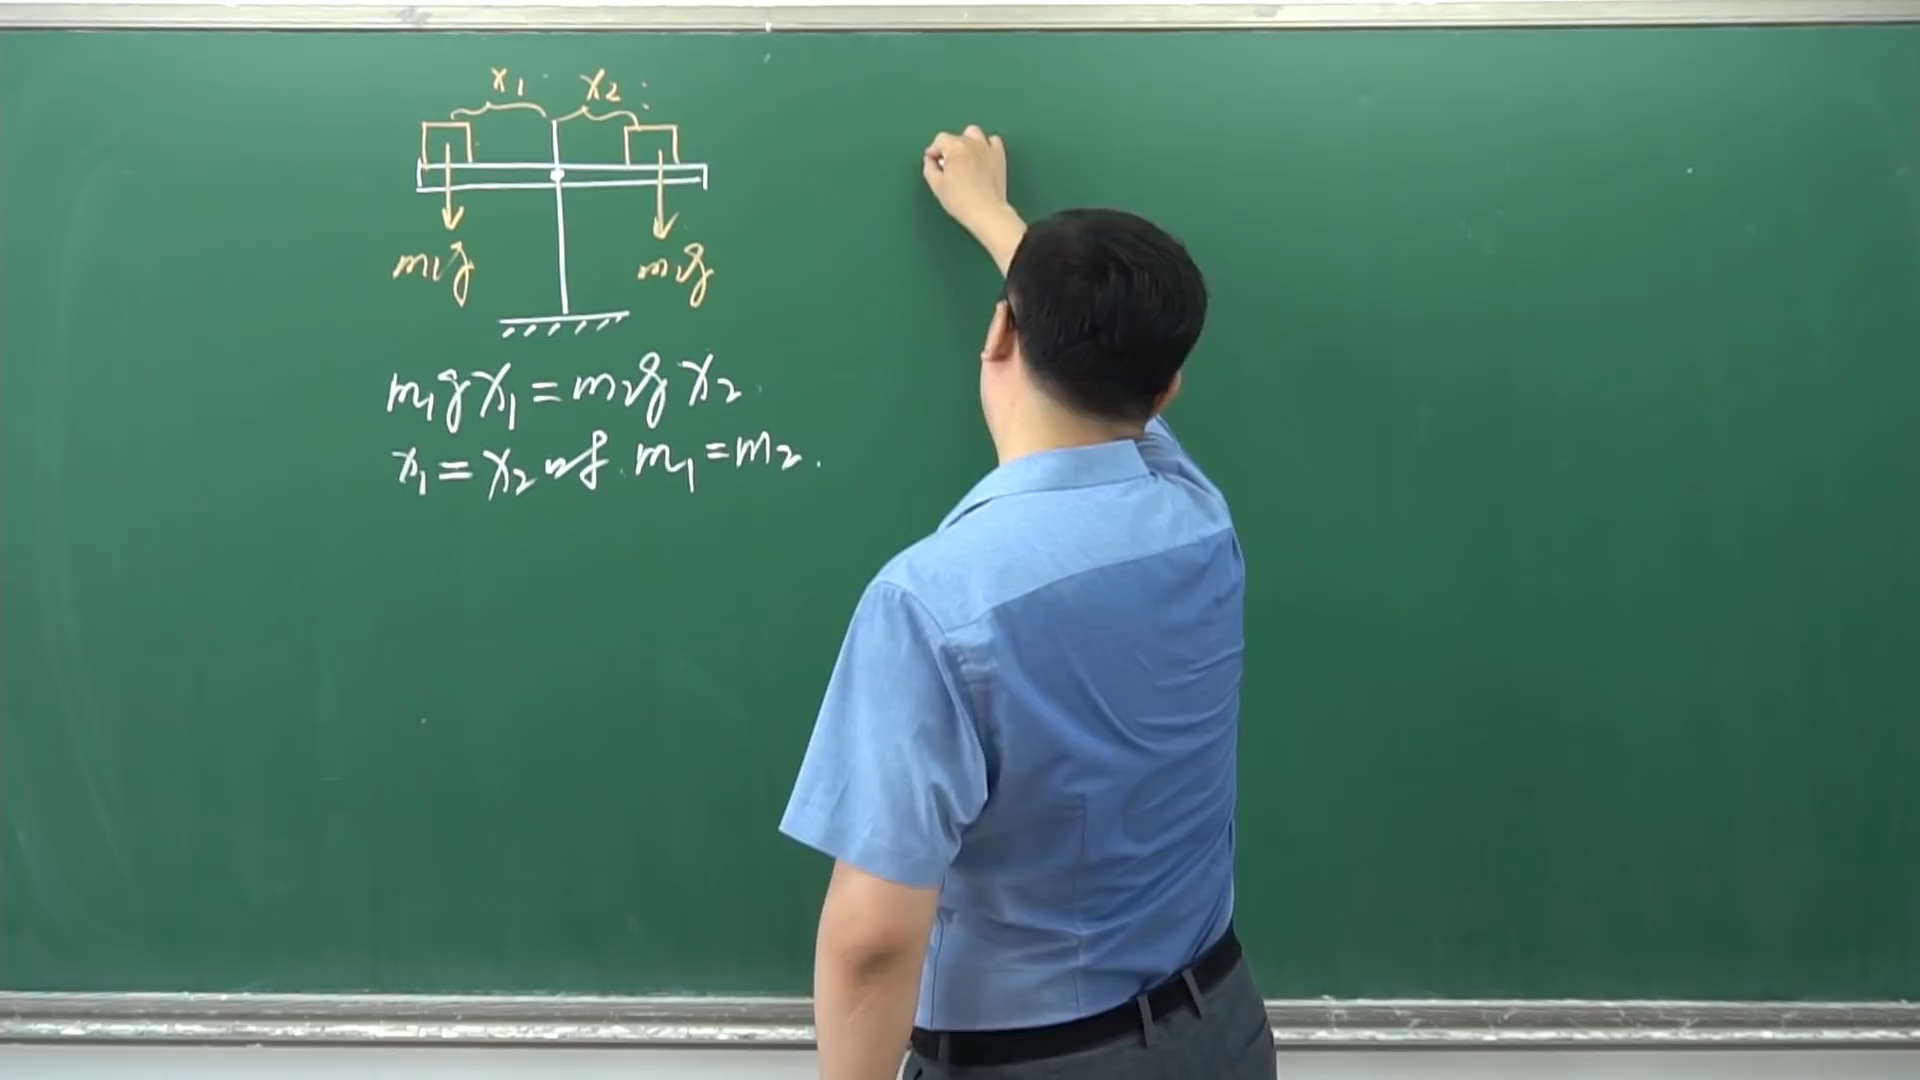 x₁ x₂
m₁g m₂g
m₁gx₁ = m₂gx₂
x₁ = x₂ m₁ = m₂.